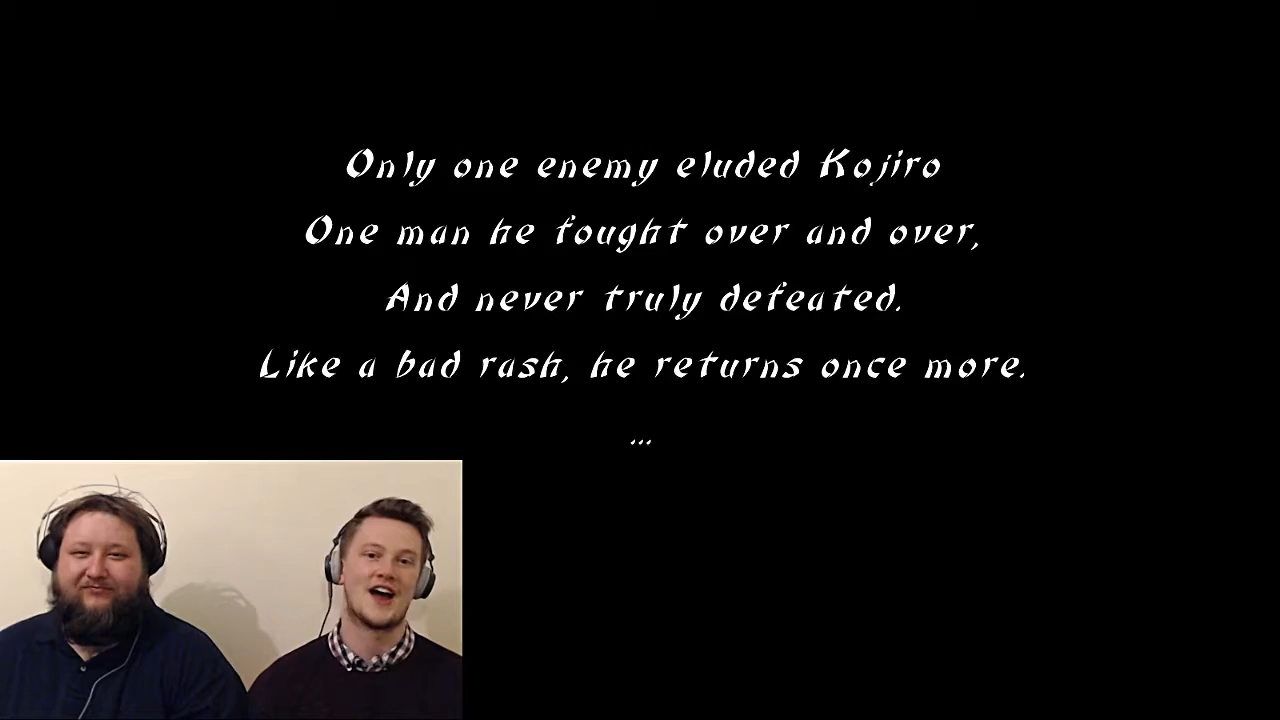 Only one enemy eluded Kojiro
One man he fought over and over,
And never truly defeated.
Like a bad rash, he returns once more.
...